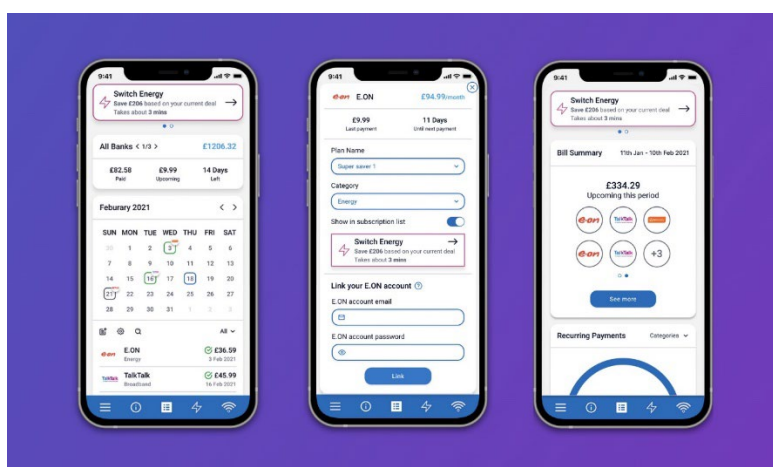 9:41
Switch Energy
Save £206 based on your current deal
Takes about 3 mins
All Banks < 1/3 >
£1206.32
£82.58
Paid
£9.99
Upcoming
14 Days
Left
Feburary 2021
< >
SUN MON TUE WED THU FRI SAT
1 2 3 4 5 6
7 8 9 10 11 12 13
14 15 16 17 18 19 20
21 22 23 24 25 26 27
28 29 30 31 1 2 3
All
e·on
E.ON
Energy
£36.59
3 Feb 2021
TalkTalk
TalkTalk
Broadband
£45.99
16 Feb 2021
9:41
e·on
E.ON
£94.99/month
£9.99
Last payment
11 Days
Until next payment
Plan Name
Super saver 1
Category
Energy
Show in subscription list
Switch Energy
Save £206 based on your current deal
Takes about 3 mins
Link your E.ON account
E.ON account email
E.ON account password
Link
9:41
Switch Energy
Save £206 based on your current deal
Takes about 3 mins
Bill Summary
11th Jan - 10th Feb 2021
£334.29
Upcoming this period
e·on
TalkTalk
e·on
TalkTalk
+3
See more
Recurring Payments
Categories